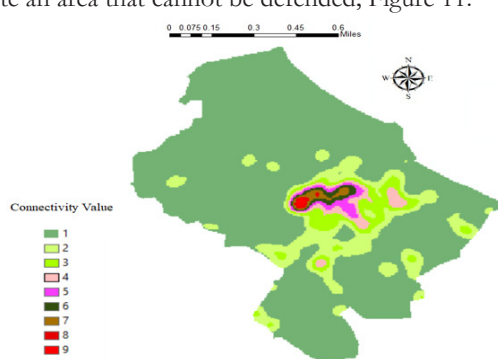 te an area that cannot be defended, Figure 11.
0 0.075 0.15 0.3 0.45 0.6
Miles
N
W E
S
Connectivity Value
1
2
3
4
5
6
7
8
9